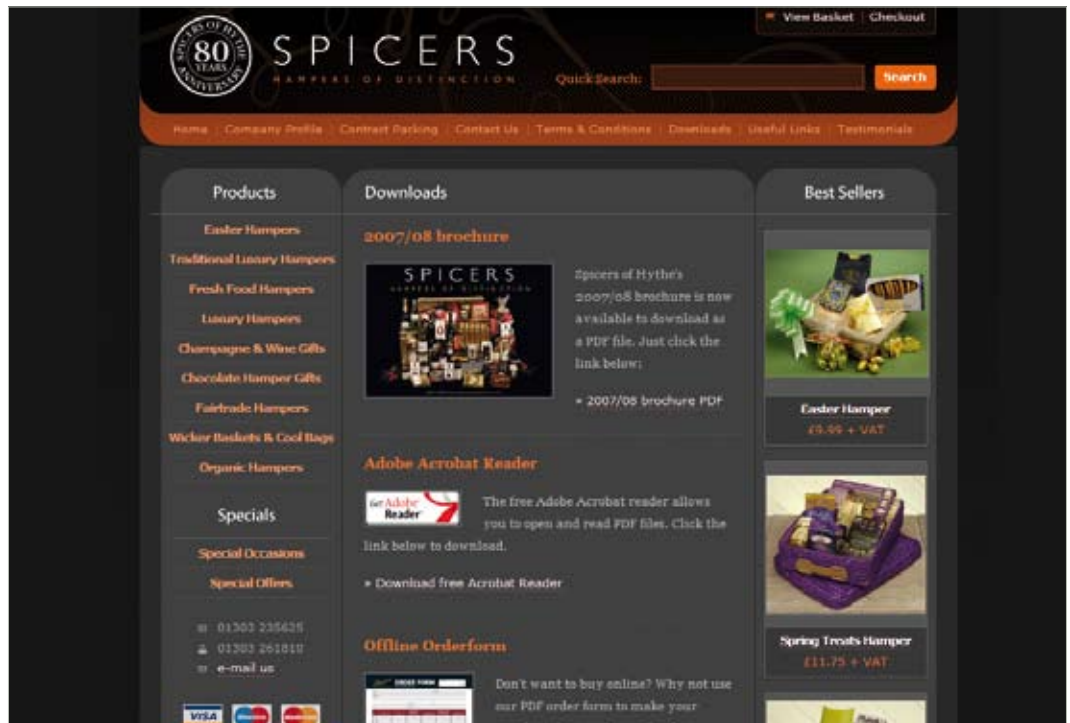 SPICERS OF HYTHE
80
YEARS
ANNIVERSARY
SPICERS
HAMPERS OF DISTINCTION
View Basket | Checkout
Quick Search:
Search
Home | Company Profile | Contract Packing | Contact Us | Terms & Conditions | Downloads | Useful Links | Testimonials
Products
Easter Hampers
Traditional Luxury Hampers
Fresh Food Hampers
Luxury Hampers
Champagne & Wine Gifts
Chocolate Hamper Gifts
Fairtrade Hampers
Wicker Baskets & Cool Bags
Organic Hampers
Specials
Special Occasions
Special Offers
01303 235625
01303 261810
e-mail us
VISA
Downloads
2007/08 brochure
SPICERS
HAMPERS OF DISTINCTION
Spicers of Hythe's
2007/08 brochure is now
available to download as
a PDF file. Just click the
link below:
» 2007/08 brochure PDF
Adobe Acrobat Reader
Get Adobe
Reader
The free Adobe Acrobat reader allows
you to open and read PDF files. Click the
link below to download.
» Download free Acrobat Reader
Offline Orderform
ORDER FORM
Don't want to buy online? Why not use
our PDF order form to make your
Best Sellers
Easter Hamper
£9.99 + VAT
Spring Treats Hamper
£11.75 + VAT